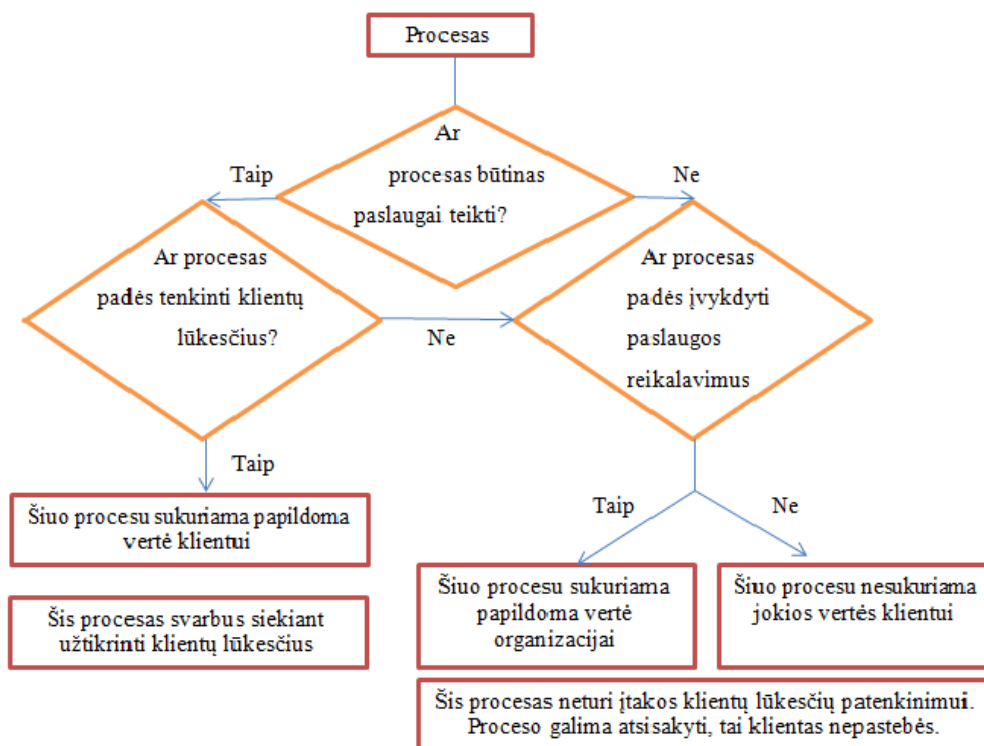 Procesas
Ar
procesas būtinas
paslaugai teikti?
Taip
Ne
Ar procesas
padės tenkinti klientų
lūkesčius?
Ne
Ar procesas
padės įvykdyti
paslaugos
reikalavimus
Taip
Šiuo procesu sukuriama papildoma
vertė klientui
Šis procesas svarbus siekiant
užtikrinti klientų lūkesčius
Taip
Ne
Šiuo procesu sukuriama
papildoma vertė
organizacijai
Šiuo procesu nesukuriama
jokios vertės klientui
Šis procesas neturi įtakos klientų lūkesčių patenkinimui.
Proceso galima atsisakyti, tai klientas nepastebės.